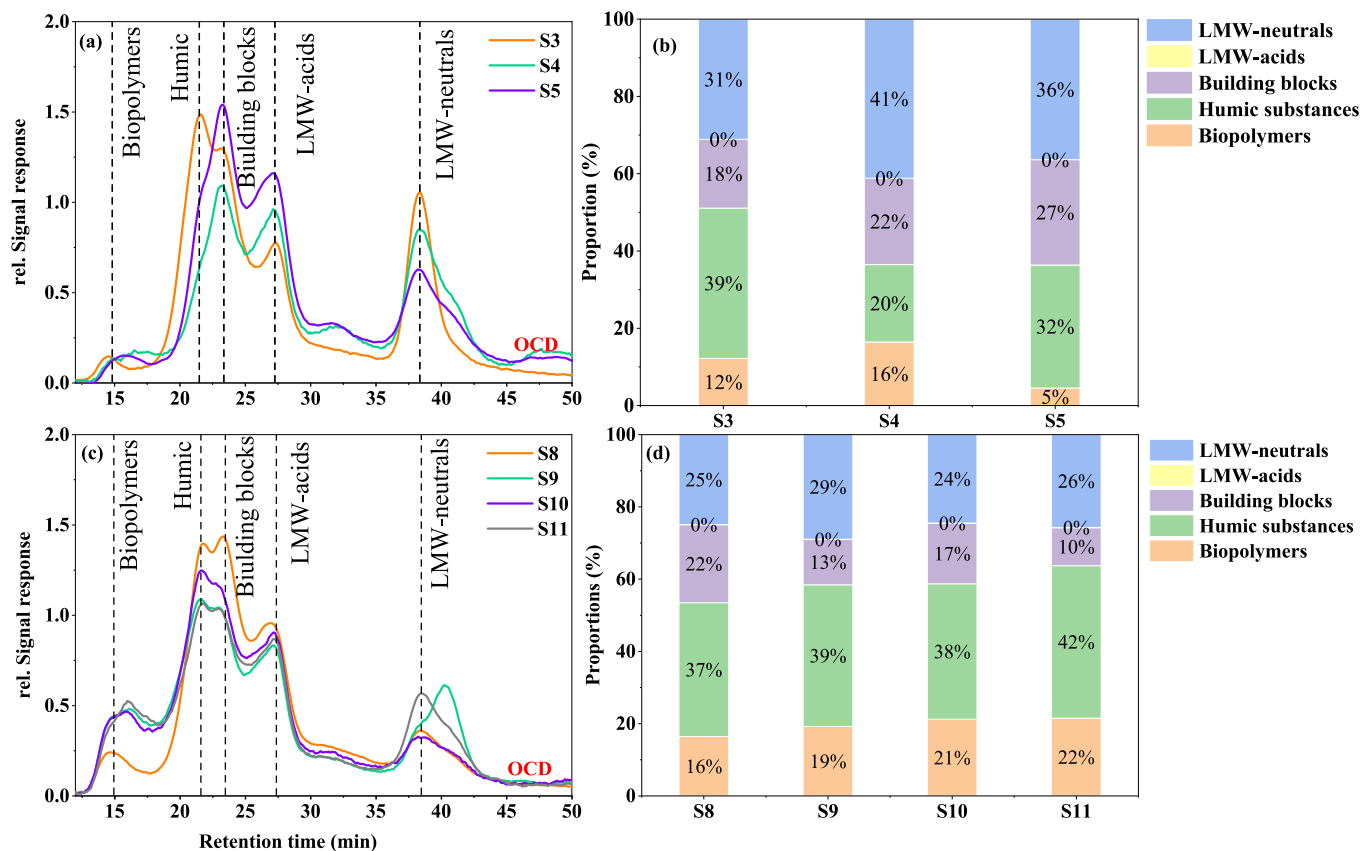 (a)
2.0
1.5
1.0
0.5
0.0
rel. Signal response
Biopolymers
Humic
Biulding blocks
LMW-acids
LMW-neutrals
S3
S4
S5
OCD
15 20 25 30 35 40 45 50
(b)
100
80
60
40
20
0
Proportion (%)
31%
0%
18%
39%
12%
41%
0%
22%
20%
16%
36%
0%
27%
32%
5%
S3 S4 S5
LMW-neutrals
LMW-acids
Building blocks
Humic substances
Biopolymers
(c)
2.0
1.5
1.0
0.5
0.0
rel. Signal response
Biopolymers
Humic
Biulding blocks
LMW-acids
LMW-neutrals
S8
S9
S10
S11
OCD
15 20 25 30 35 40 45 50
Retention time (min)
(d)
100
80
60
40
20
0
Proportions (%)
25%
0%
22%
37%
16%
29%
0%
13%
39%
19%
24%
0%
17%
38%
21%
26%
0%
10%
42%
22%
S8 S9 S10 S11
LMW-neutrals
LMW-acids
Building blocks
Humic substances
Biopolymers